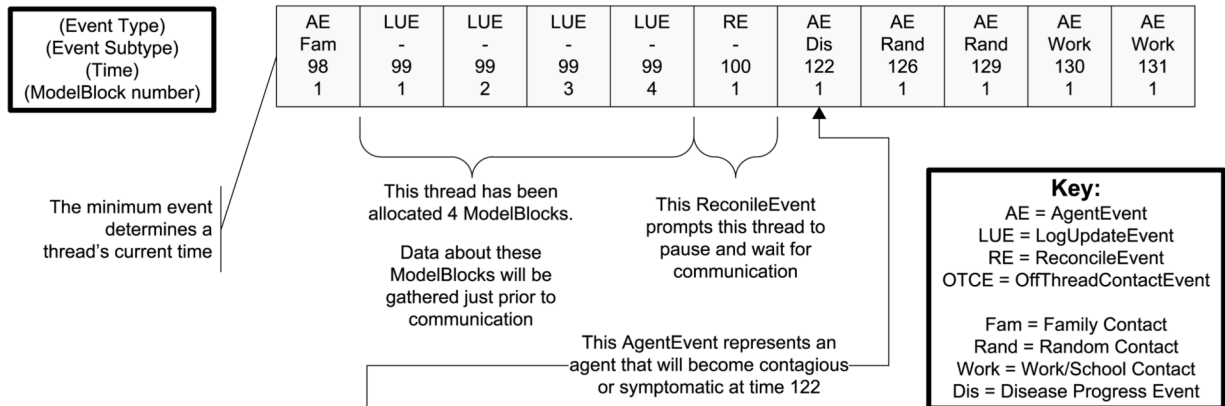 (Event Type)
(Event Subtype)
(Time)
(ModelBlock number)
AE LUE LUE LUE LUE RE AE AE AE AE AE
Fam - - - - - Dis Rand Rand Work Work
98 99 99 99 99 100 122 126 129 130 131
1 1 2 3 4 1 1 1 1 1 1
The minimum event
determines a
thread's current time
This thread has been
allocated 4 ModelBlocks.
Data about these
ModelBlocks will be
gathered just prior to
communication
This ReconileEvent
prompts this thread to
pause and wait for
communication
This AgentEvent represents an
agent that will become contagious
or symptomatic at time 122
Key:
AE = AgentEvent
LUE = LogUpdateEvent
RE = ReconcileEvent
OTCE = OffThreadContactEvent
Fam = Family Contact
Rand = Random Contact
Work = Work/School Contact
Dis = Disease Progress Event